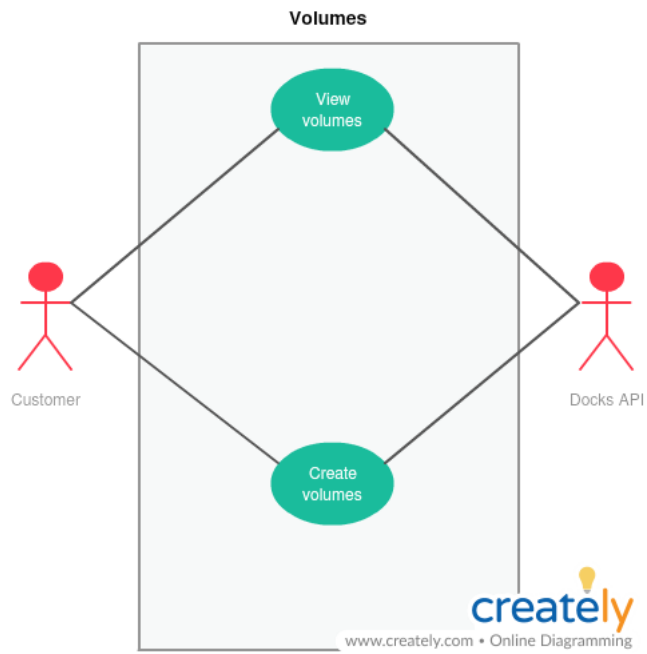 Volumes
View
volumes
Customer
Docks API
Create
volumes
creately
www.creately.com • Online Diagramming